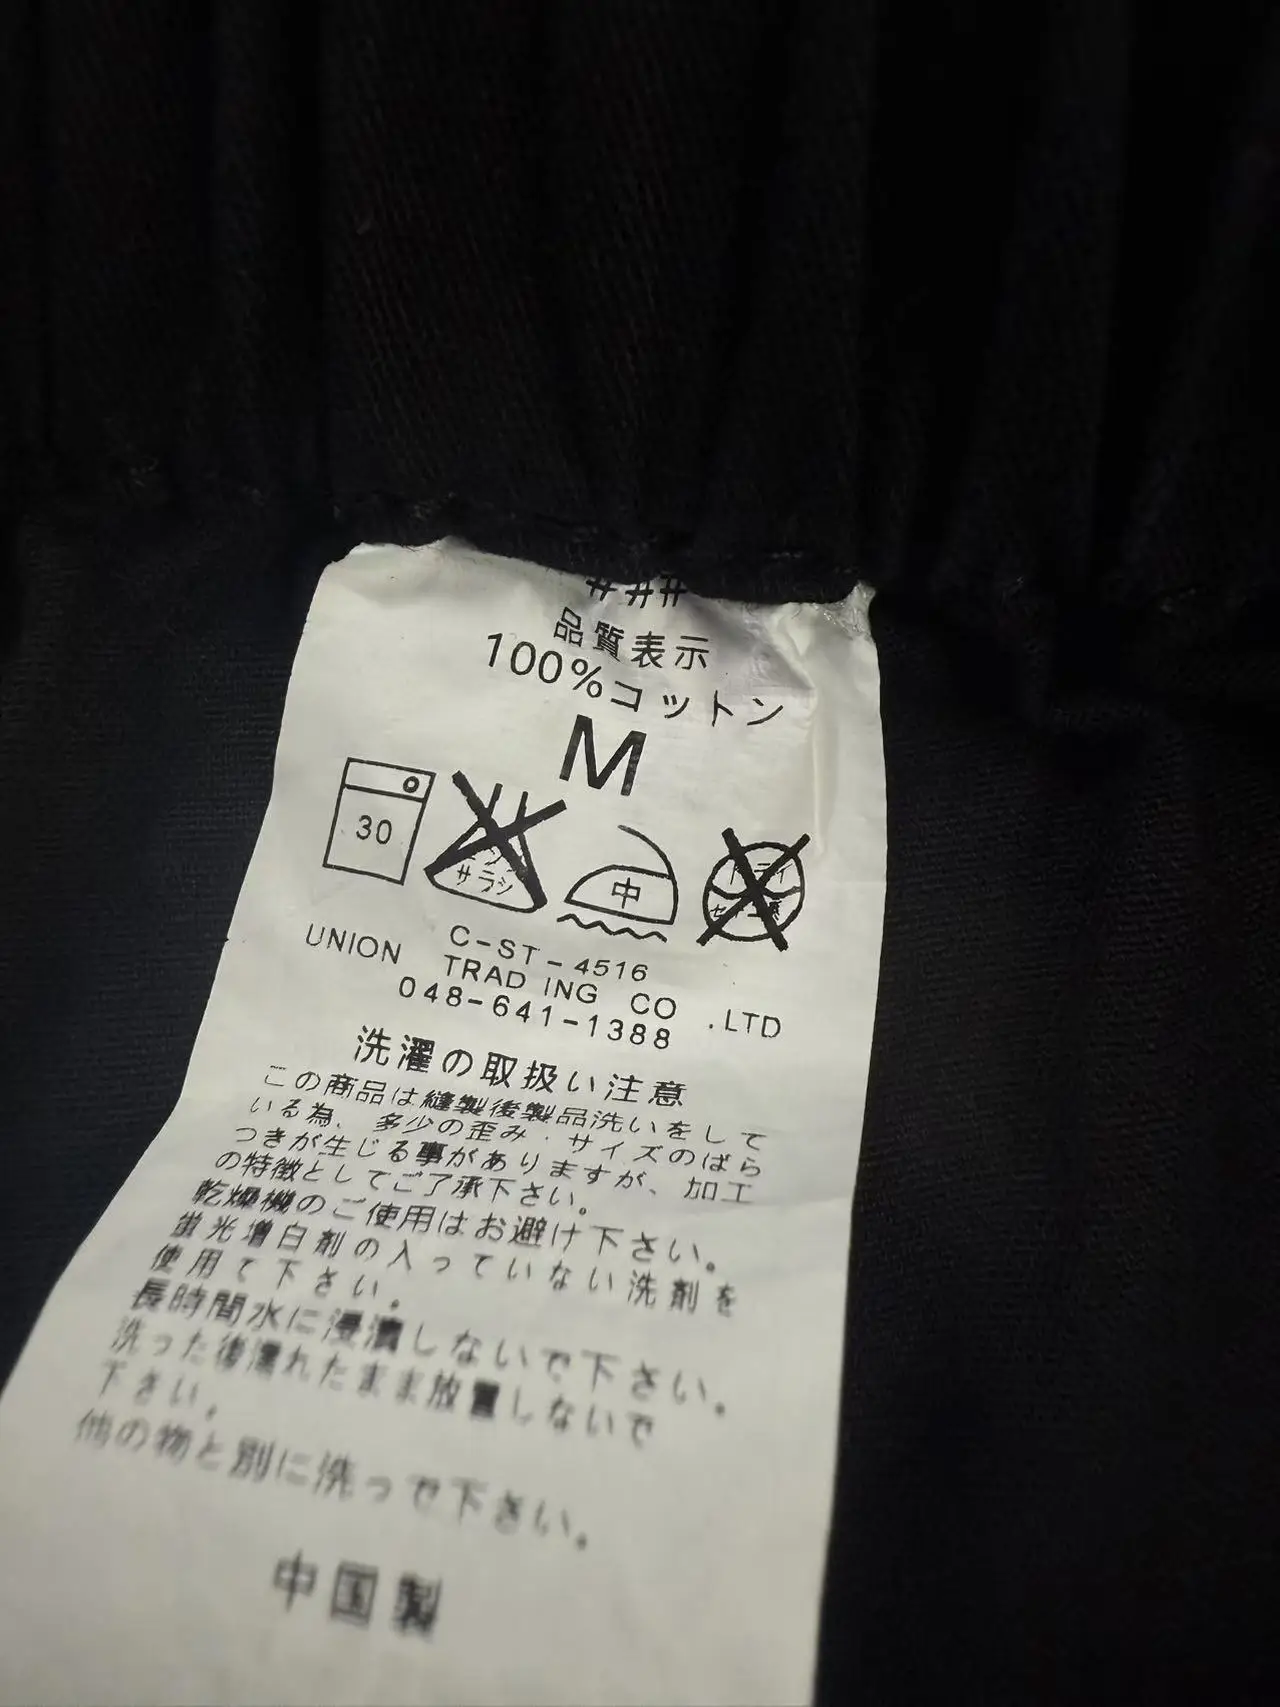 ###
品質表示
100%コットン
M
30
サラシ
中
ドライ
UNION TRADING CO .LTD
C-ST-4516
048-641-1388
洗濯の取扱い注意
この商品は縫製後製品洗いをして
いる為、多少の歪み・サイズのばら
つきが生じる事がありますが、加工
の特徴としてご了承下さい。
乾燥機のご使用はお避け下さい。
蛍光増白剤の入っていない洗剤を
使用て下さい。
長時間水に浸漬しないで下さい。
洗った後濡れたまま放置しないで
下さい。
他の物と別に洗っせ下さい。
中国製